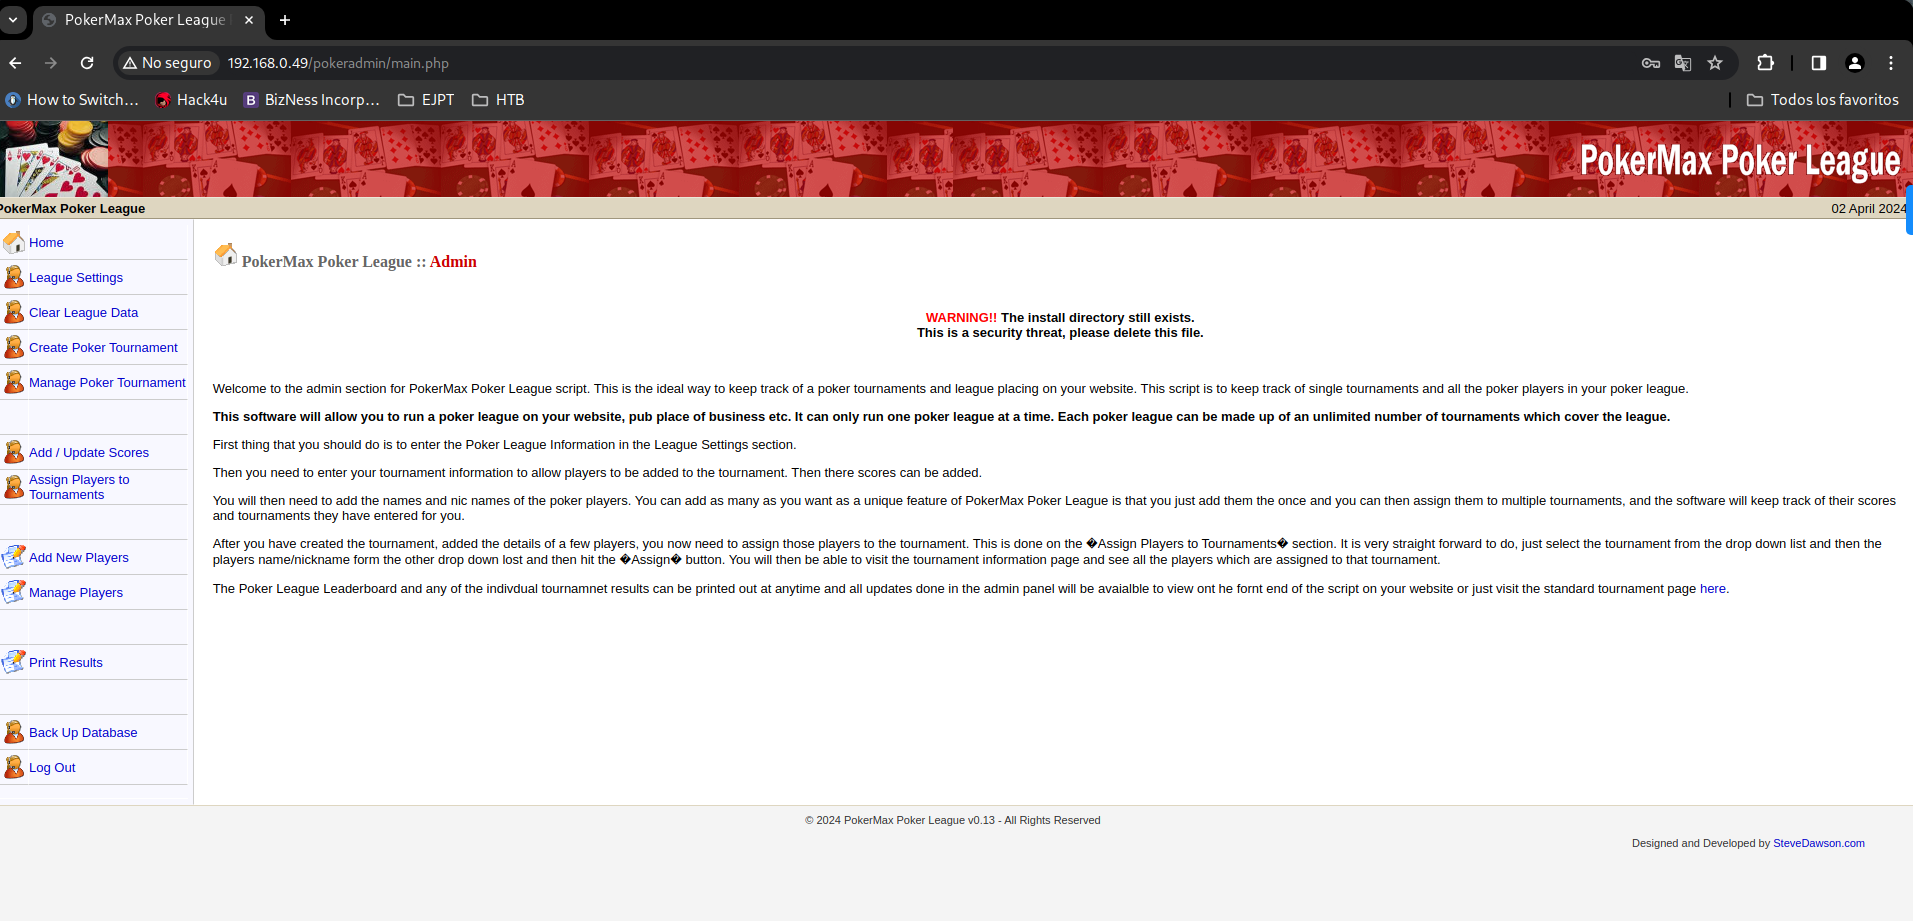 PokerMax Poker League
No seguro
192.168.0.49/pokeradmin/main.php
How to Switch...
Hack4u
B BizNess Incorp...
EJPT
HTB
Todos los favoritos
PokerMax Poker League
PokerMax Poker League
02 April 2024
Home
League Settings
Clear League Data
Create Poker Tournament
Manage Poker Tournament
Add / Update Scores
Assign Players to
Tournaments
Add New Players
Manage Players
Print Results
Back Up Database
Log Out
PokerMax Poker League :: Admin
WARNING!! The install directory still exists.
This is a security threat, please delete this file.
Welcome to the admin section for PokerMax Poker League script. This is the ideal way to keep track of a poker tournaments and league placing on your website. This script is to keep track of single tournaments and all the poker players in your poker league.
This software will allow you to run a poker league on your website, pub place of business etc. It can only run one poker league at a time. Each poker league can be made up of an unlimited number of tournaments which cover the league.
First thing that you should do is to enter the Poker League Information in the League Settings section.
Then you need to enter your tournament information to allow players to be added to the tournament. Then there scores can be added.
You will then need to add the names and nic names of the poker players. You can add as many as you want as a unique feature of PokerMax Poker League is that you just add them the once and you can then assign them to multiple tournaments, and the software will keep track of their scores
and tournaments they have entered for you.
After you have created the tournament, added the details of a few players, you now need to assign those players to the tournament. This is done on the �Assign Players to Tournaments� section. It is very straight forward to do, just select the tournament from the drop down list and then the
players name/nickname form the other drop down lost and then hit the �Assign� button. You will then be able to visit the tournament information page and see all the players which are assigned to that tournament.
The Poker League Leaderboard and any of the indivdual tournamnet results can be printed out at anytime and all updates done in the admin panel will be avaialble to view ont he fornt end of the script on your website or just visit the standard tournament page here.
© 2024 PokerMax Poker League v0.13 - All Rights Reserved
Designed and Developed by SteveDawson.com